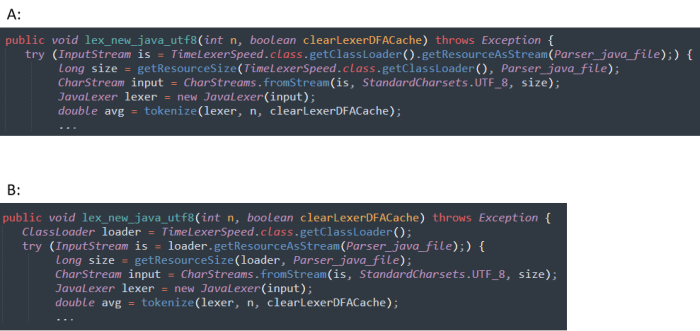 A:
public void lex_new_java_utf8(int n, boolean clearLexerDFACache) throws Exception {
try (InputStream is = TimeLexerSpeed.class.getClassLoader().getResourceAsStream(Parser_java_file);) {
long size = getResourceSize(TimeLexerSpeed.class.getClassLoader(), Parser_java_file);
CharStream input = CharStreams.fromStream(is, StandardCharsets.UTF_8, size);
JavaLexer lexer = new JavaLexer(input);
double avg = tokenize(lexer, n, clearLexerDFACache);
...
B:
public void lex_new_java_utf8(int n, boolean clearLexerDFACache) throws Exception {
ClassLoader loader = TimeLexerSpeed.class.getClassLoader();
try (InputStream is = loader.getResourceAsStream(Parser_java_file);) {
long size = getResourceSize(loader, Parser_java_file);
CharStream input = CharStreams.fromStream(is, StandardCharsets.UTF_8, size);
JavaLexer lexer = new JavaLexer(input);
double avg = tokenize(lexer, n, clearLexerDFACache);
...